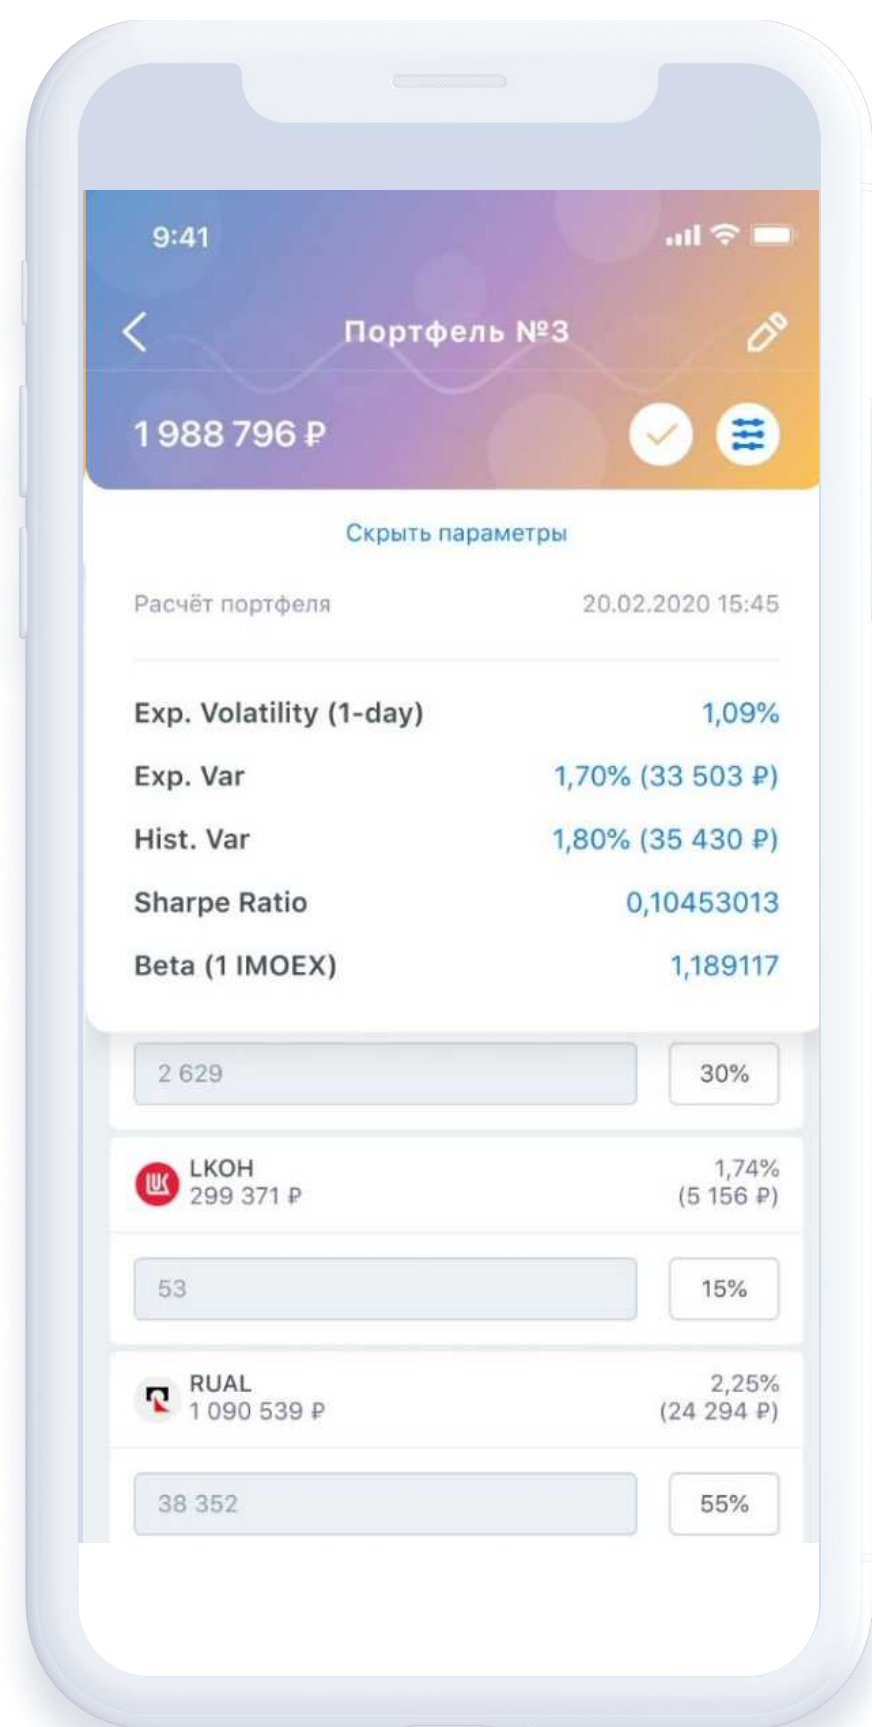 9:41
Портфель №3
1 988 796 ₽
Скрыть параметры
Расчёт портфеля 20.02.2020 15:45
Exp. Volatility (1-day) 1,09%
Exp. Var 1,70% (33 503 ₽)
Hist. Var 1,80% (35 430 ₽)
Sharpe Ratio 0,10453013
Beta (1 IMOEX) 1,189117
2 629 30%
LKOH 1,74%
299 371 ₽ (5 156 ₽)
53 15%
RUAL 2,25%
1 090 539 ₽ (24 294 ₽)
38 352 55%